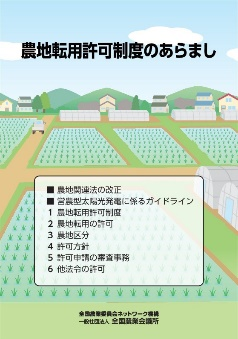 農地転用許可制度のあらまし
■ 農地関連法の改正
■ 営農型太陽光発電に係るガイドライン
1 農地転用許可制度
2 農地転用の許可
3 農地区分
4 許可方針
5 許可申請の審査事務
6 他法令の許可
全国農業委員会ネットワーク機構
一般社団法人 全国農業会議所